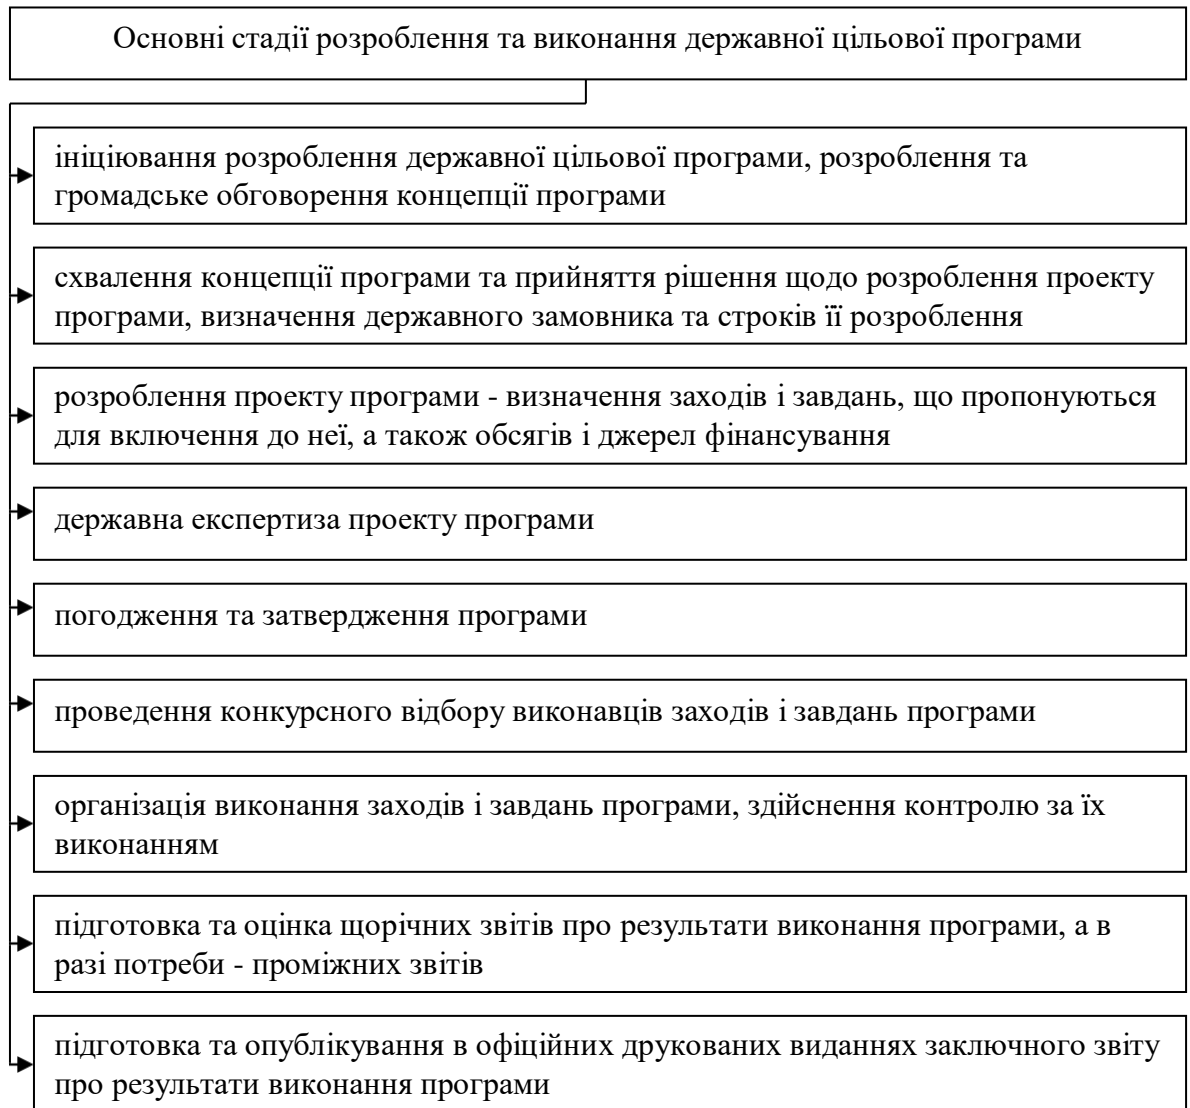 Основні стадії розроблення та виконання державної цільової програми
ініціювання розроблення державної цільової програми, розроблення та
громадське обговорення концепції програми
схвалення концепції програми та прийняття рішення щодо розроблення проекту
програми, визначення державного замовника та строків її розроблення
розроблення проекту програми - визначення заходів і завдань, що пропонуються
для включення до неї, а також обсягів і джерел фінансування
державна експертиза проекту програми
погодження та затвердження програми
проведення конкурсного відбору виконавців заходів і завдань програми
організація виконання заходів і завдань програми, здійснення контролю за їх
виконанням
підготовка та оцінка щорічних звітів про результати виконання програми, а в
разі потреби - проміжних звітів
підготовка та опублікування в офіційних друкованих виданнях заключного звіту
про результати виконання програми